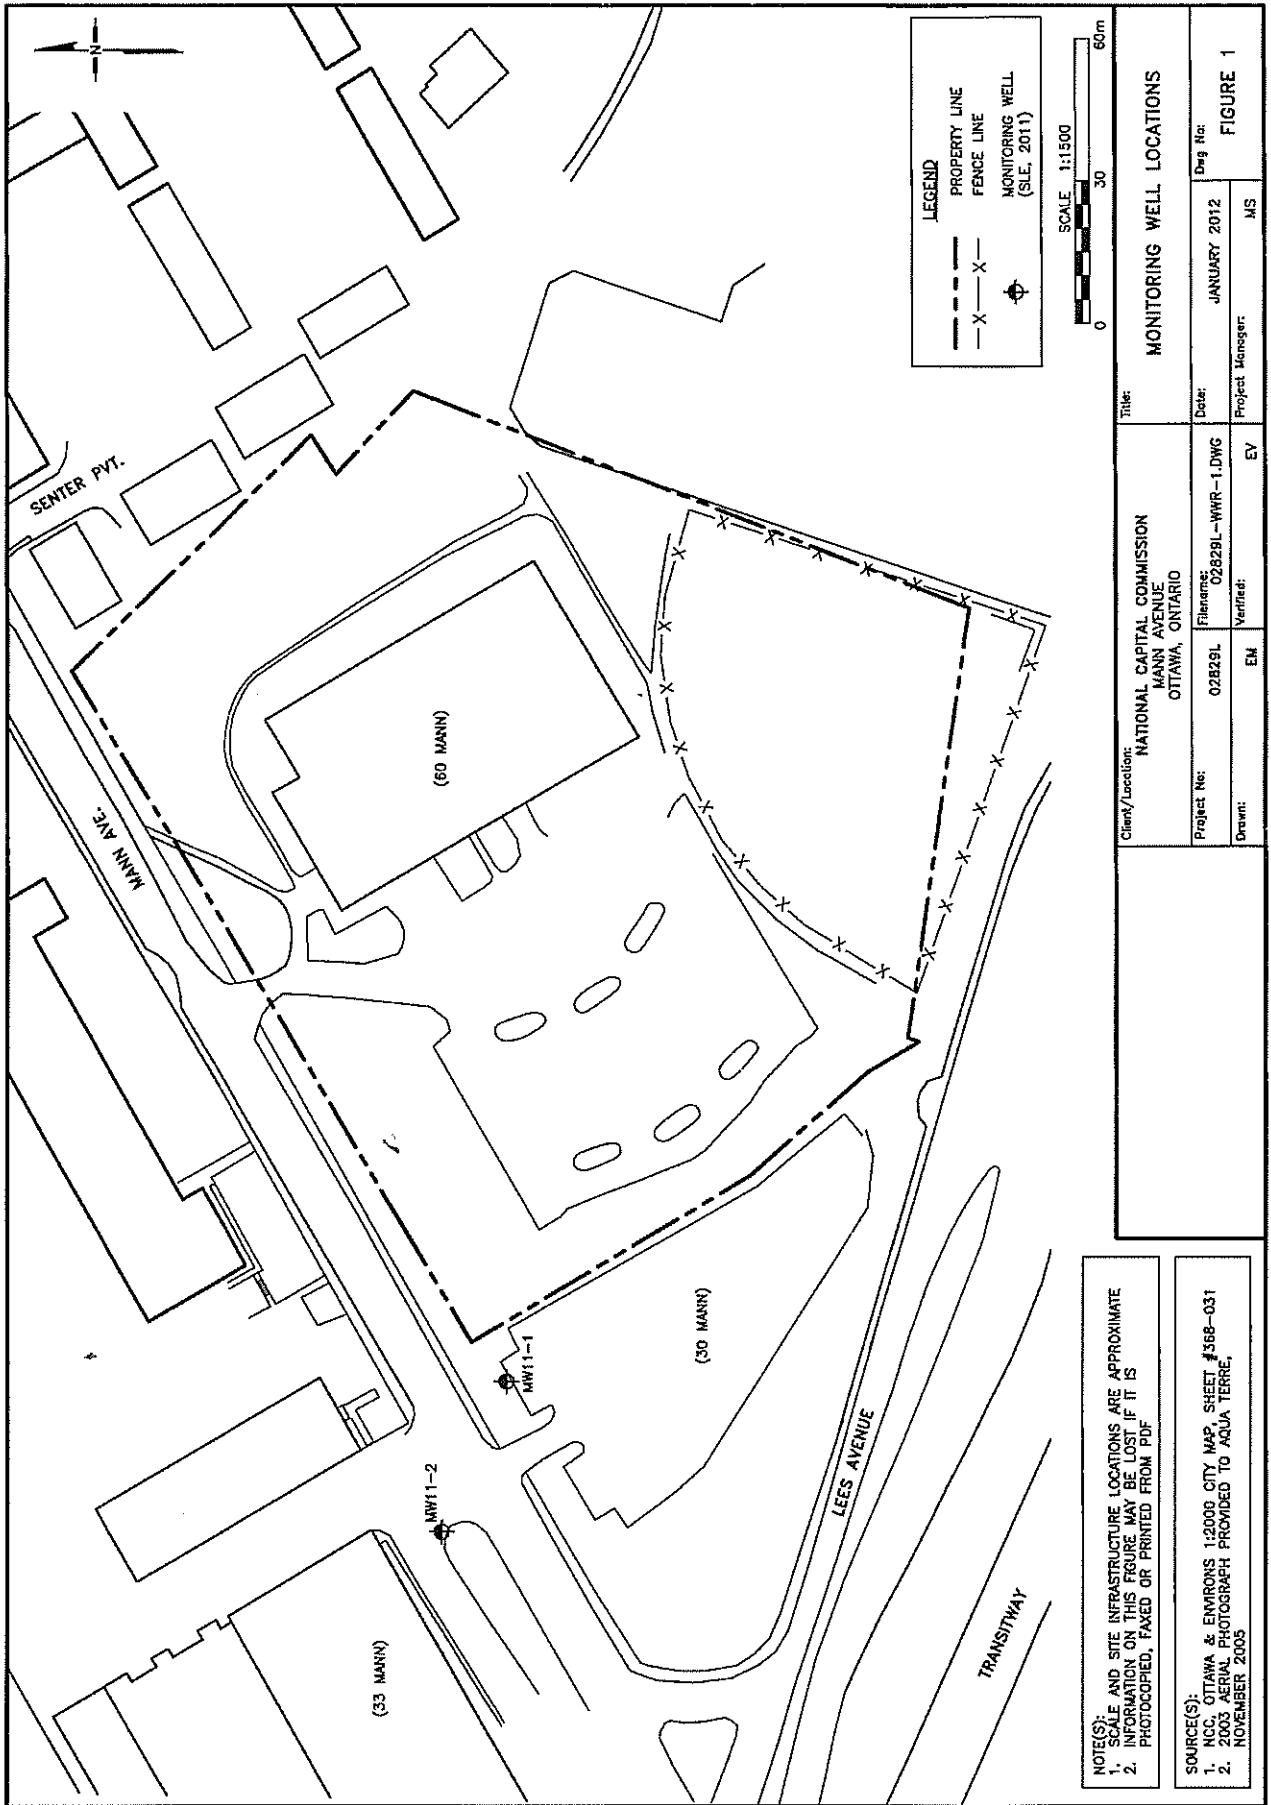 N
SENTER PVT.
MANN AVE.
(60 MANN)
MW11-1
MW11-2
(30 MANN)
(33 MANN)
LEES AVENUE
TRANSITWAY
LEGEND
PROPERTY LINE
—X——X— FENCE LINE
MONITORING WELL
(SLE, 2011)
SCALE 1:1500
0 30 60m
NOTE(S):
1. SCALE AND SITE INFRASTRUCTURE LOCATIONS ARE APPROXIMATE
2. INFORMATION ON THIS FIGURE MAY BE LOST IF IT IS
PHOTOCOPIED, FAXED OR PRINTED FROM PDF
SOURCE(S):
1. NCC, OTTAWA & ENVIRONS 1:2000 CITY MAP, SHEET #368-031
2. 2003 AERIAL PHOTOGRAPH PROVIDED TO AQUA TERRE,
NOVEMBER 2005
Client/Location:
NATIONAL CAPITAL COMMISSION
MANN AVENUE
OTTAWA, ONTARIO
Title:
MONITORING WELL LOCATIONS
Project No: 02829L
Filename: 02829L-WWR-1.DWG
Date: JANUARY 2012
Dwg No: FIGURE 1
Drawn: EM
Verified: EV
Project Manager: MS